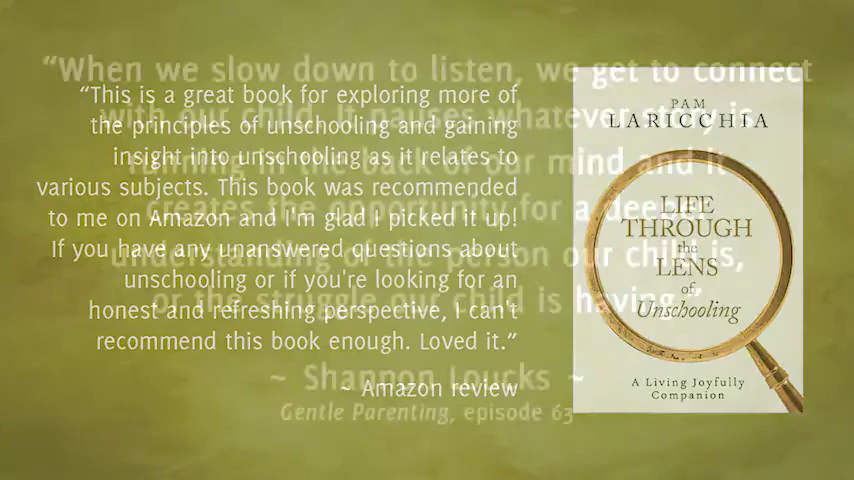 “When we slow down to listen, we get to connect
with our child. It pauses whatever story is
running in the back of our mind and it
creates the opportunity for a deeper
understanding of the person our child is,
or the struggle our child is having.”
~ Shannon Loucks ~
Gentle Parenting, episode 63
“This is a great book for exploring more of
the principles of unschooling and gaining
insight into unschooling as it relates to
various subjects. This book was recommended
to me on Amazon and I'm glad I picked it up!
If you have any unanswered questions about
unschooling or if you're looking for an
honest and refreshing perspective, I can't
recommend this book enough. Loved it.”
~ Amazon review
PAM
LARICCHIA
LIFE
THROUGH
the
LENS
of
Unschooling
A Living Joyfully
Companion